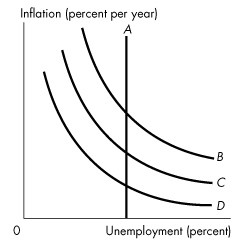 Inflation (percent per year)
A
B
C
D
0
Unemployment (percent)